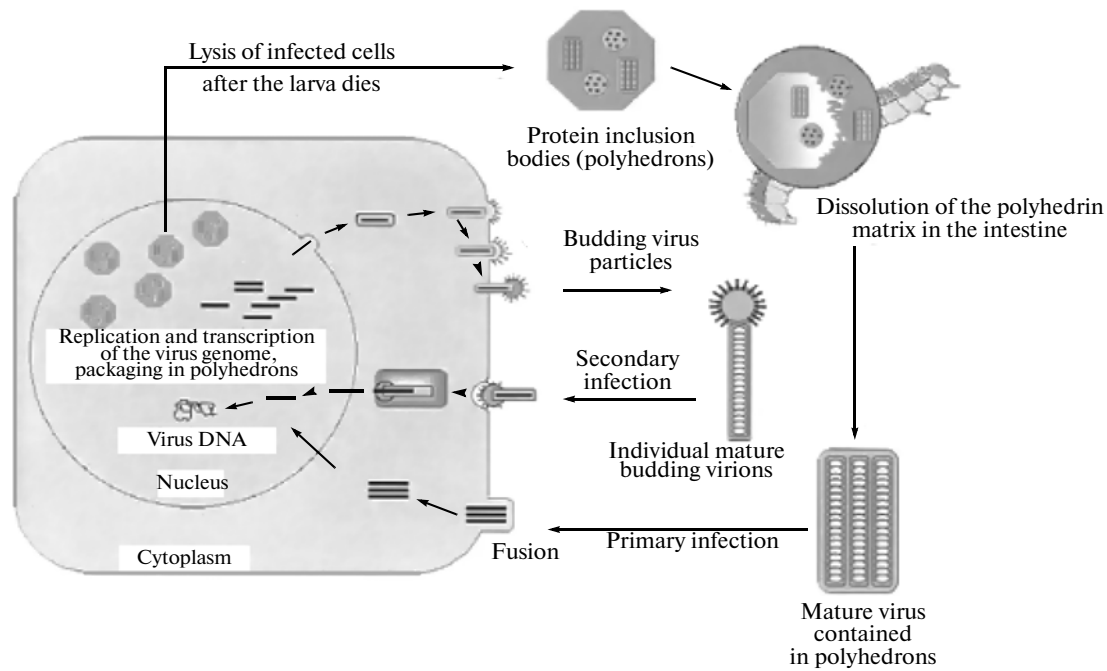 Lysis of infected cells
after the larva dies
Protein inclusion
bodies (polyhedrons)
Dissolution of the polyhedrin
matrix in the intestine
Budding virus
particles
Replication and transcription
of the virus genome,
packaging in polyhedrons
Secondary
infection
Virus DNA
Individual mature
budding virions
Nucleus
Fusion
Primary infection
Cytoplasm
Mature virus
contained
in polyhedrons